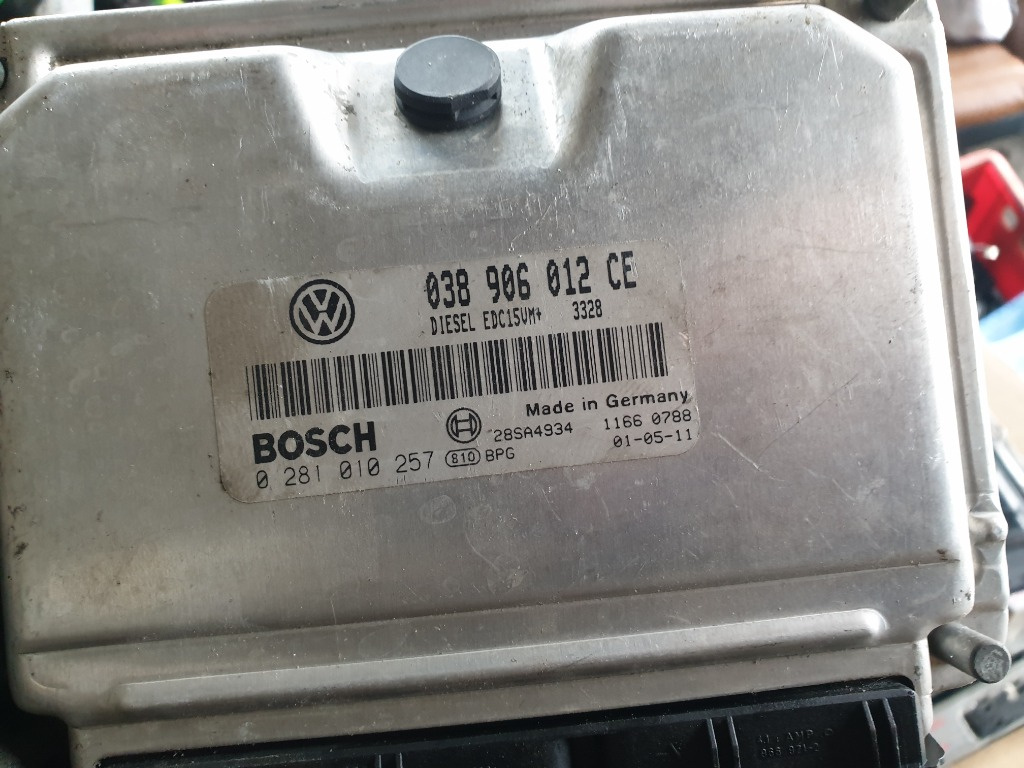 038 906 012 CE
DIESEL EDC15VM+ 3328
Made in Germany
BOSCH 28SA4934 1166 0788
0 281 010 257 810 BPG 01-05-11
AMP